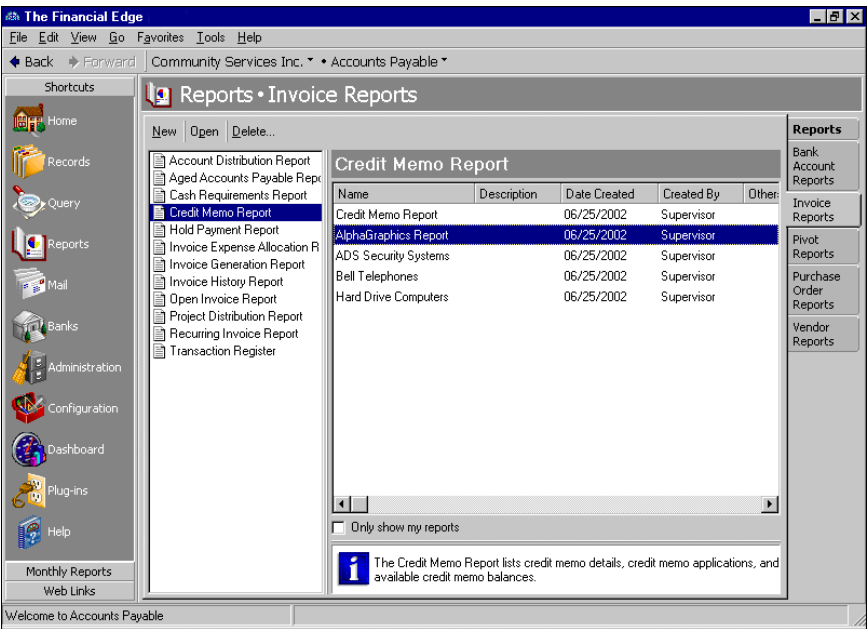 The Financial Edge
File Edit View Go Favorites Tools Help
Back Forward Community Services Inc. • Accounts Payable
Shortcuts
Home
Records
Query
Reports
Mail
Banks
Administration
Configuration
Dashboard
Plug-ins
Help
Monthly Reports
Web Links
Reports • Invoice Reports
New Open Delete...
Account Distribution Report
Aged Accounts Payable Repo
Cash Requirements Report
Credit Memo Report
Hold Payment Report
Invoice Expense Allocation R
Invoice Generation Report
Invoice History Report
Open Invoice Report
Project Distribution Report
Recurring Invoice Report
Transaction Register
Credit Memo Report
Name Description Date Created Created By Others
Credit Memo Report 06/25/2002 Supervisor
AlphaGraphics Report 06/25/2002 Supervisor
ADS Security Systems 06/25/2002 Supervisor
Bell Telephones 06/25/2002 Supervisor
Hard Drive Computers 06/25/2002 Supervisor
Only show my reports
The Credit Memo Report lists credit memo details, credit memo applications, and
available credit memo balances.
Reports
Bank
Account
Reports
Invoice
Reports
Pivot
Reports
Purchase
Order
Reports
Vendor
Reports
Welcome to Accounts Payable